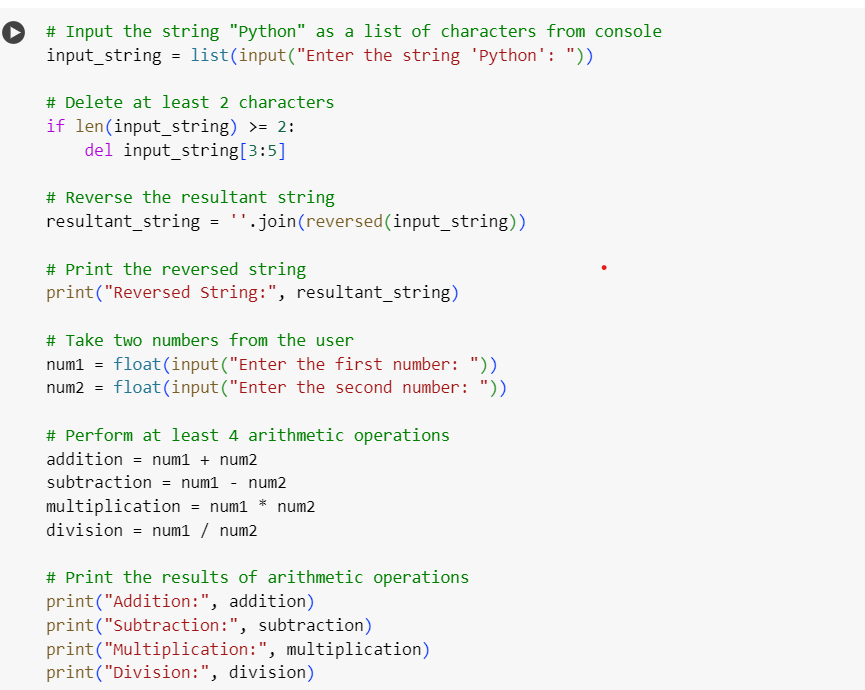 # Input the string "Python" as a list of characters from console
input_string = list(input("Enter the string 'Python': "))
# Delete at least 2 characters
if len(input_string) >= 2:
    del input_string[3:5]
# Reverse the resultant string
resultant_string = ''.join(reversed(input_string))
# Print the reversed string
print("Reversed String:", resultant_string)
# Take two numbers from the user
num1 = float(input("Enter the first number: "))
num2 = float(input("Enter the second number: "))
# Perform at least 4 arithmetic operations
addition = num1 + num2
subtraction = num1 - num2
multiplication = num1 * num2
division = num1 / num2
# Print the results of arithmetic operations
print("Addition:", addition)
print("Subtraction:", subtraction)
print("Multiplication:", multiplication)
print("Division:", division)